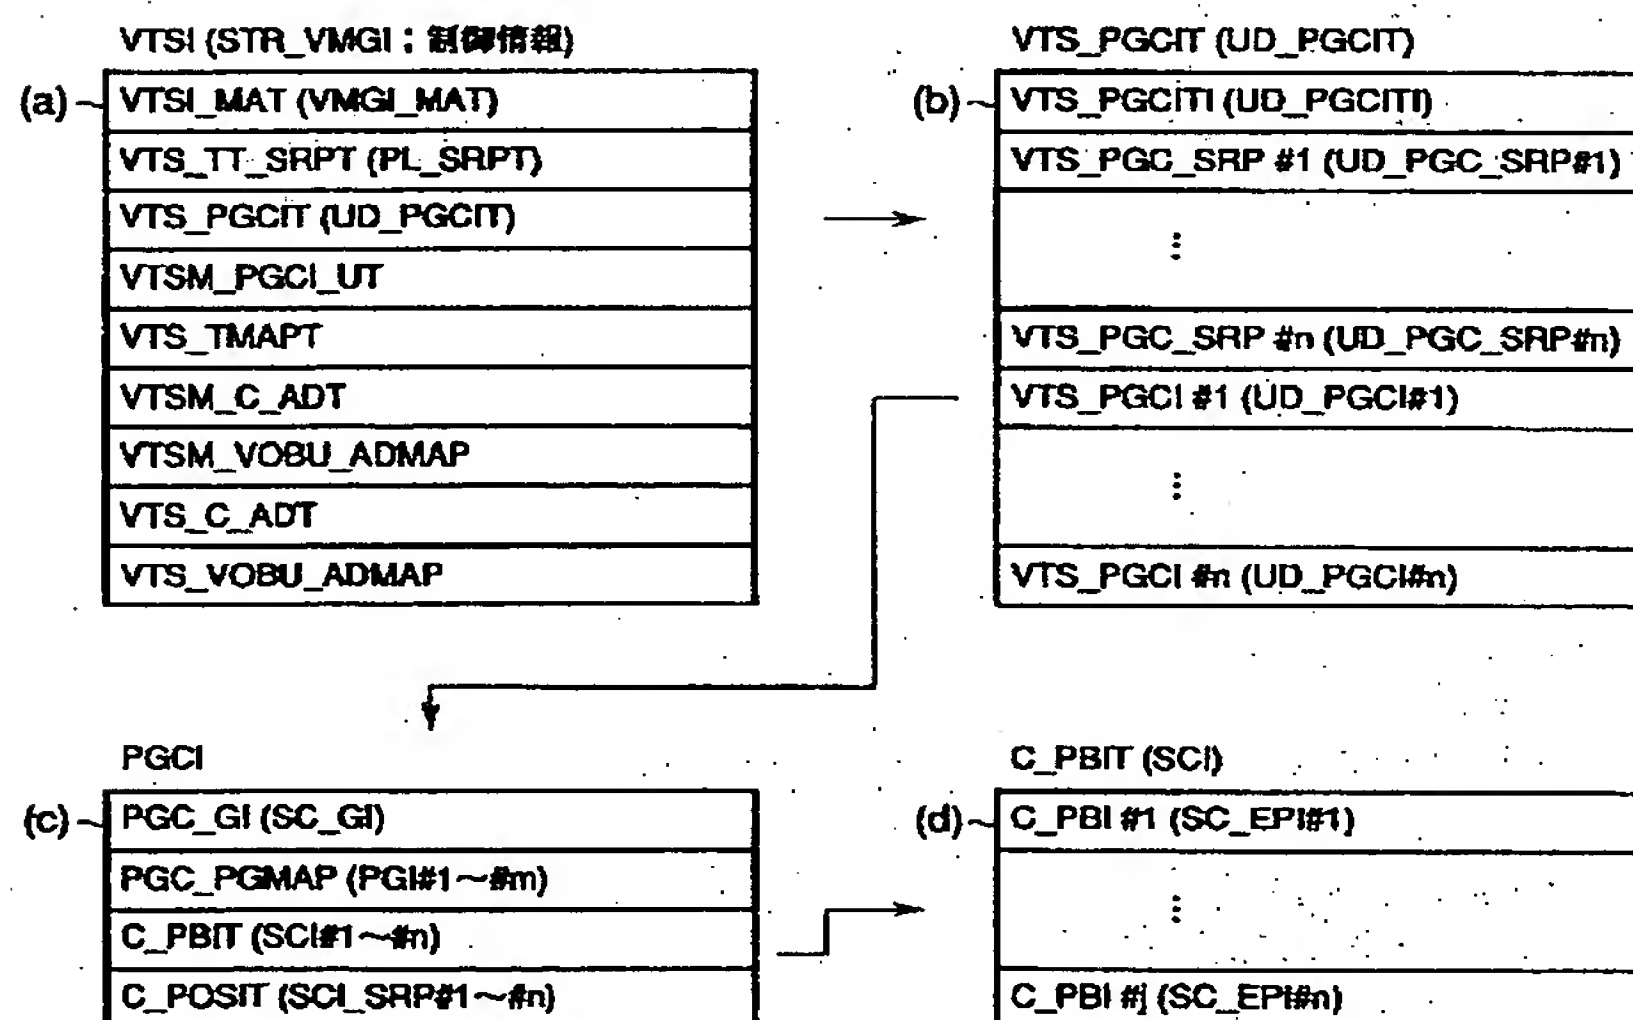 VTSI (STR_VMGI : 制御情報)
(a)
VTSI_MAT (VMGI_MAT)
VTS_TT_SRPT (PL_SRPT)
VTS_PGCIT (UD_PGCIT)
VTSM_PGCI_UT
VTS_TMAPT
VTSM_C_ADT
VTSM_VOBU_ADMAP
VTS_C_ADT
VTS_VOBU_ADMAP
VTS_PGCIT (UD_PGCIT)
(b)
VTS_PGCITI (UD_PGCITI)
VTS_PGC_SRP #1 (UD_PGC_SRP#1)
⋮
VTS_PGC_SRP #n (UD_PGC_SRP#n)
VTS_PGCI #1 (UD_PGCI#1)
⋮
VTS_PGCI #n (UD_PGCI#n)
PGCI
(c)
PGC_GI (SC_GI)
PGC_PGMAP (PGI#1～#m)
C_PBIT (SCI#1～#n)
C_POSIT (SCI_SRP#1～#n)
C_PBIT (SCI)
(d)
C_PBI #1 (SC_EPI#1)
⋮
C_PBI #j (SC_EPI#n)